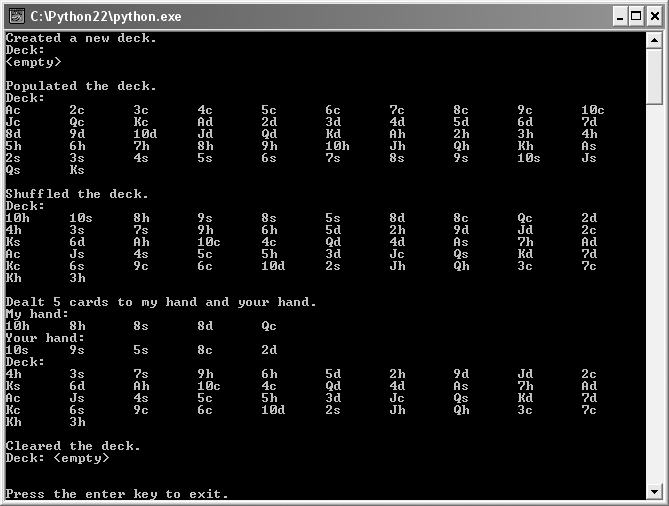 C:\Python22\python.exe
Created a new deck.
Deck:
<empty>
Populated the deck.
Deck:
Ac 2c 3c 4c 5c 6c 7c 8c 9c 10c
Jc Qc Kc Ad 2d 3d 4d 5d 6d 7d
8d 9d 10d Jd Qd Kd Ah 2h 3h 4h
5h 6h 7h 8h 9h 10h Jh Qh Kh As
2s 3s 4s 5s 6s 7s 8s 9s 10s Js
Qs Ks
Shuffled the deck.
Deck:
10h 10s 8h 9s 8s 5s 8d 8c Qc 2d
4h 3s 7s 9h 6h 5d 2h 9d Jd 2c
Ks 6d Ah 10c 4c Qd 4d As 7h Ad
Ac Js 4s 5c 5h 3d Jc Qs Kd 7d
Kc 6s 9c 6c 10d 2s Jh Qh 3c 7c
Kh 3h
Dealt 5 cards to my hand and your hand.
My hand:
10h 8h 8s 8d Qc
Your hand:
10s 9s 5s 8c 2d
Deck:
4h 3s 7s 9h 6h 5d 2h 9d Jd 2c
Ks 6d Ah 10c 4c Qd 4d As 7h Ad
Ac Js 4s 5c 5h 3d Jc Qs Kd 7d
Kc 6s 9c 6c 10d 2s Jh Qh 3c 7c
Kh 3h
Cleared the deck.
Deck: <empty>
Press the enter key to exit.